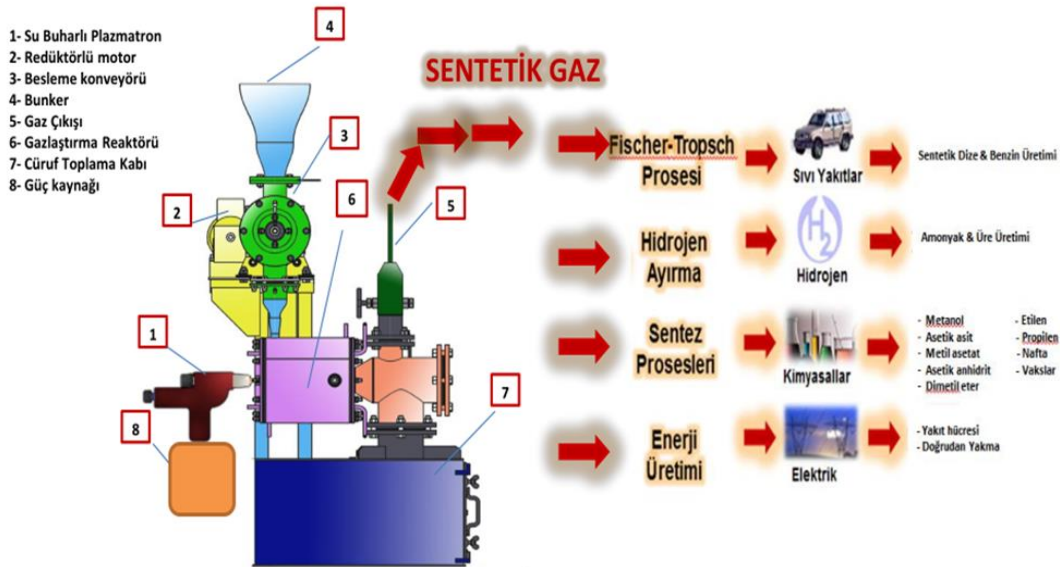 1- Su Buharlı Plazmatron
2- Redüktörlü motor
3- Besleme konveyörü
4- Bunker
5- Gaz Çıkışı
6- Gazlaştırma Reaktörü
7- Cüruf Toplama Kabı
8- Güç kaynağı
4
3
2
6
5
1
7
8
SENTETİK GAZ
Fischer-Tropsch
Prosesi
Sıvı Yakıtlar
Sentetik Dize & Benzin Üretimi
Hidrojen
Ayırma
H2
Hidrojen
Amonyak & Üre Üretimi
Sentez
Prosesleri
Kimyasallar
- Metanol
- Asetik asit
- Metil asetat
- Asetik anhidrit
- Dimetil eter
- Etilen
- Propilen
- Nafta
- Vakslar
Enerji
Üretimi
Elektrik
- Yakıt hücresi
- Doğrudan Yakma